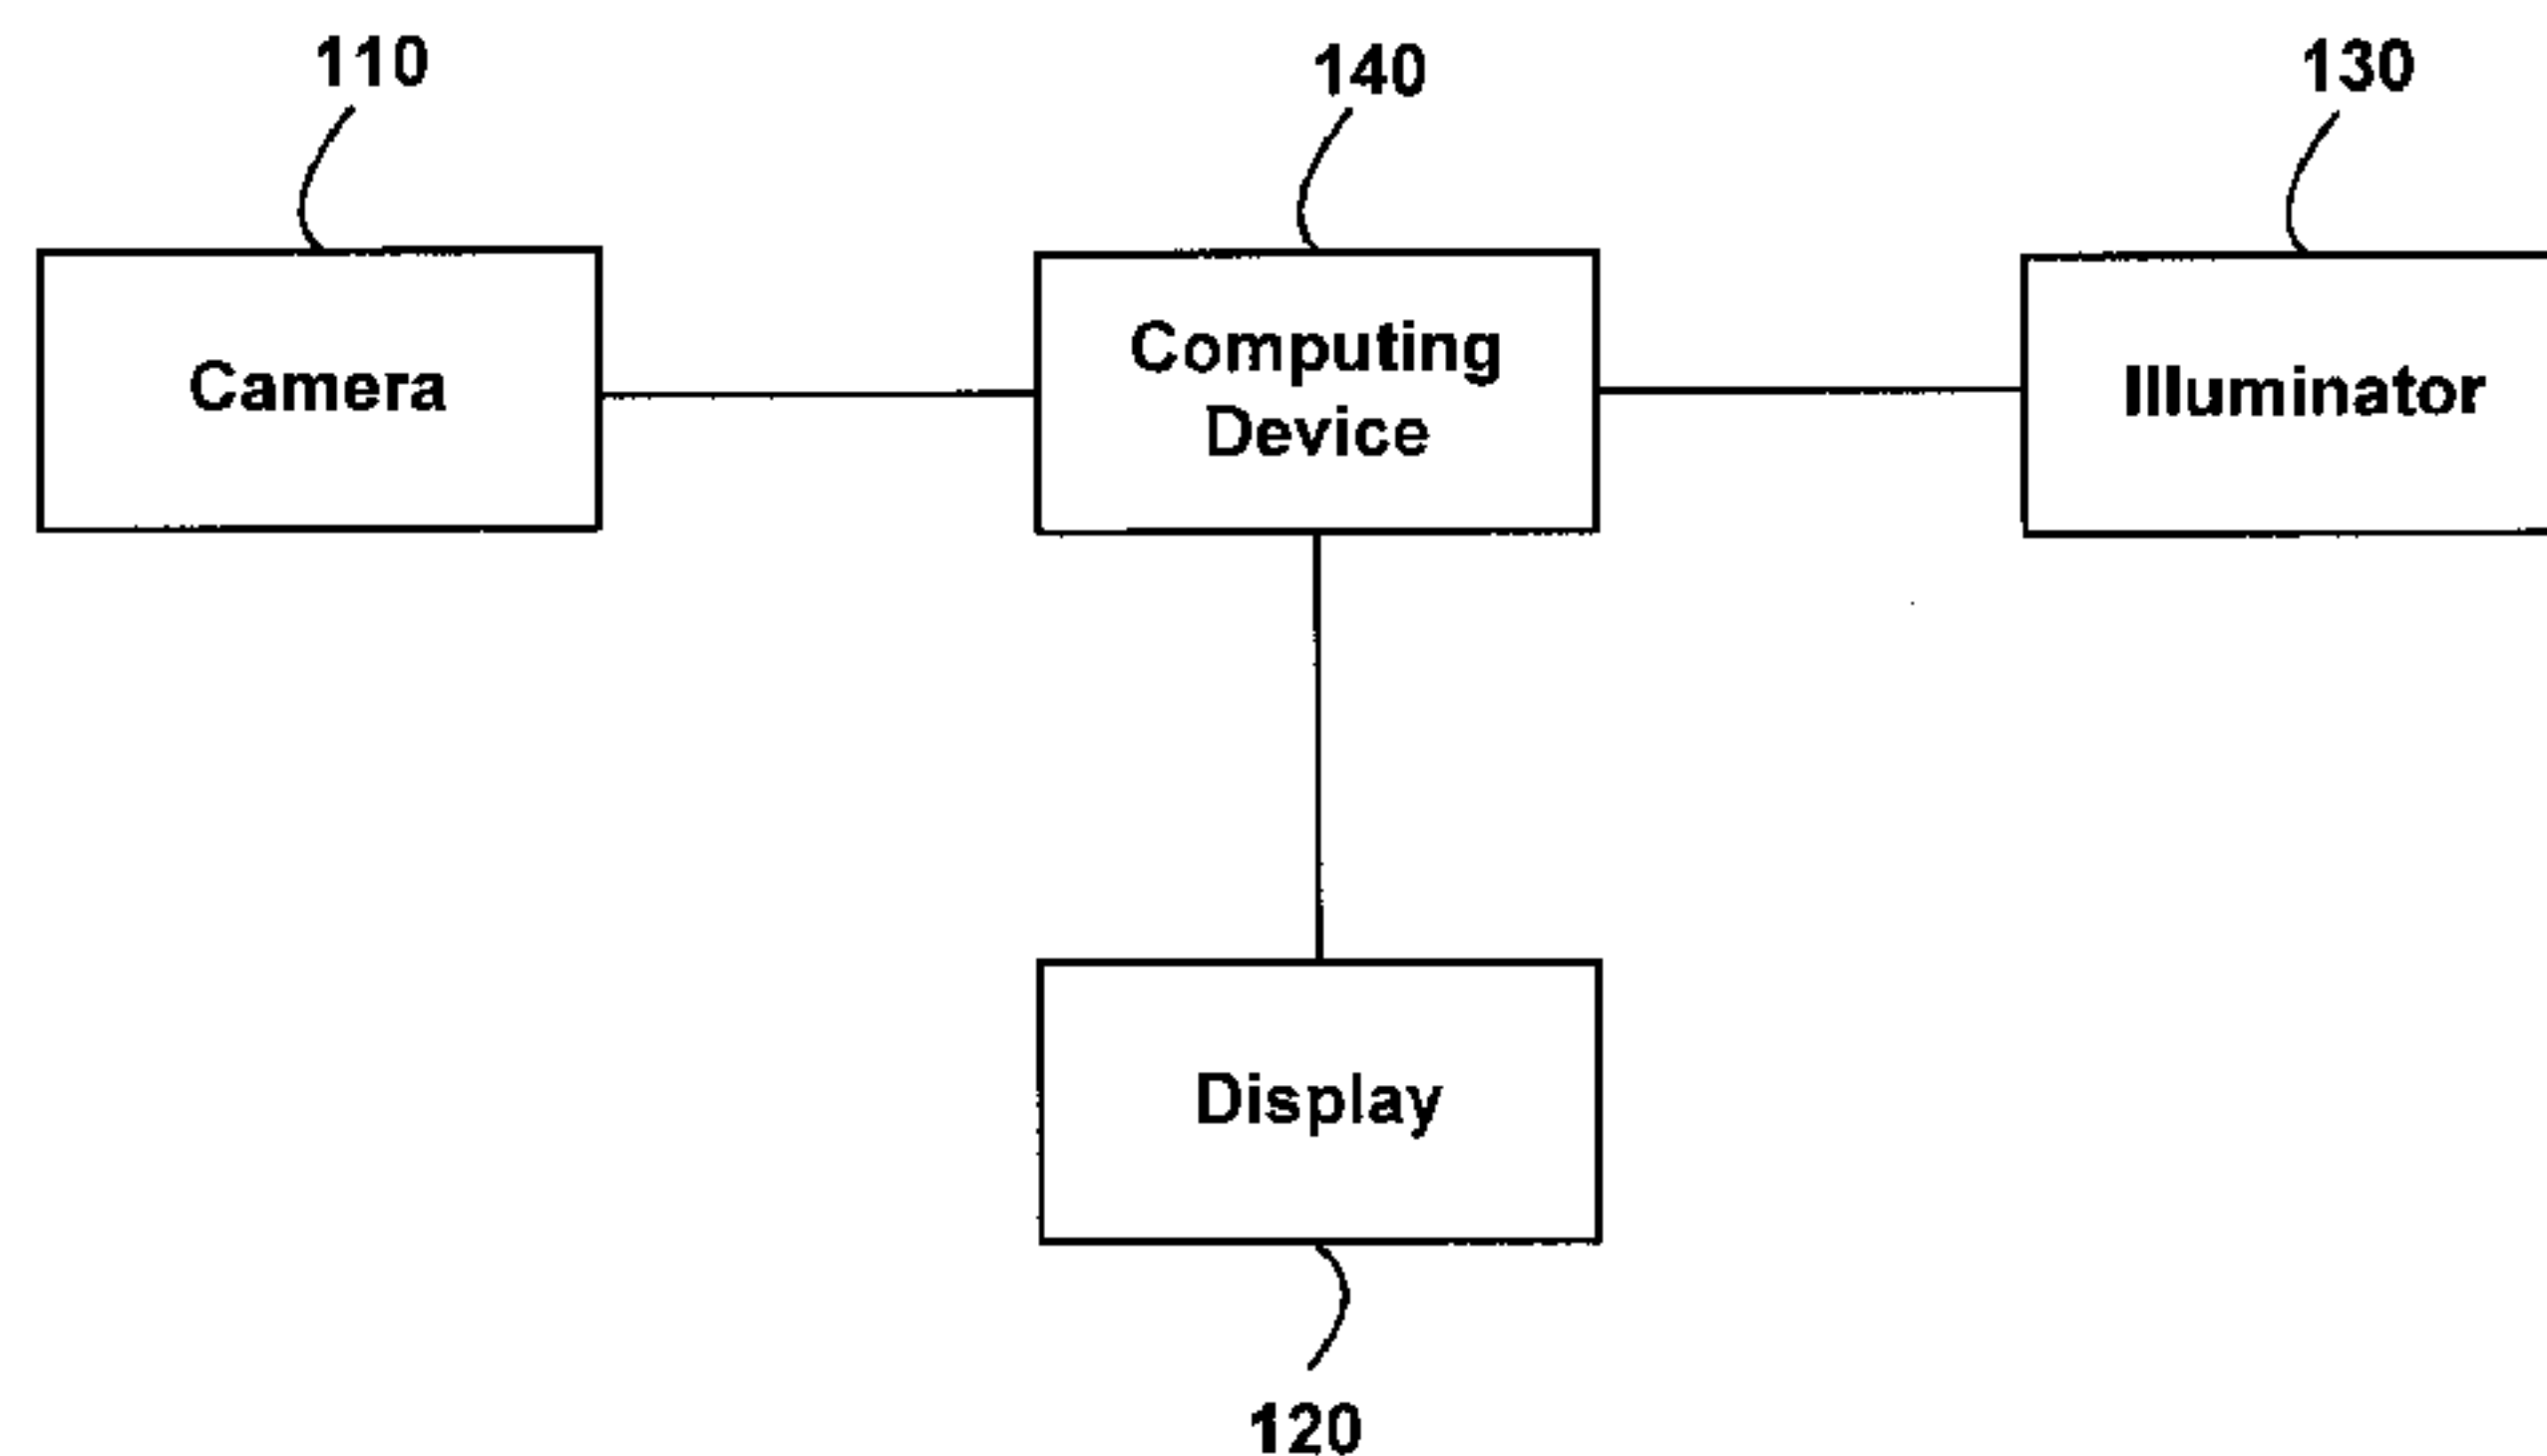 110
140
130
Camera
Computing
Device
Illuminator
Display
120